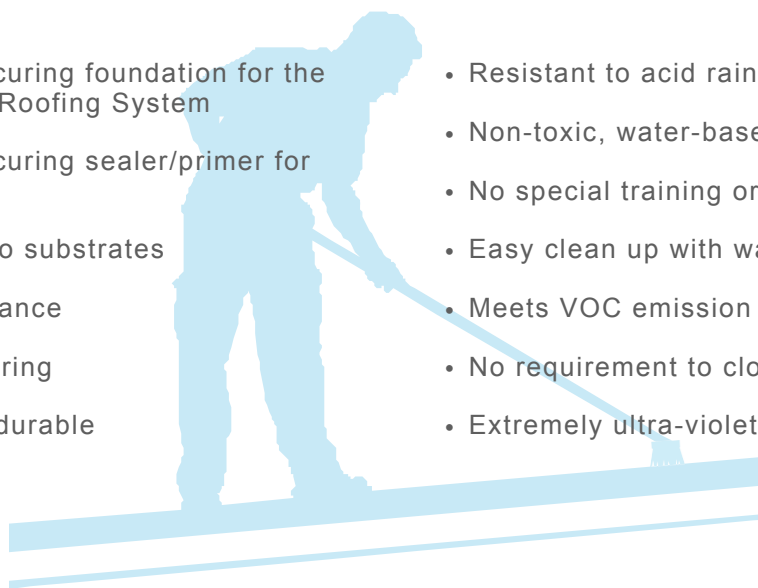 curing foundation for the
Roofing System
curing sealer/primer for
o substrates
ance
ring
durable
• Resistant to acid rain
• Non-toxic, water-base
• No special training or
• Easy clean up with wa
• Meets VOC emission
• No requirement to clo
• Extremely ultra-violet